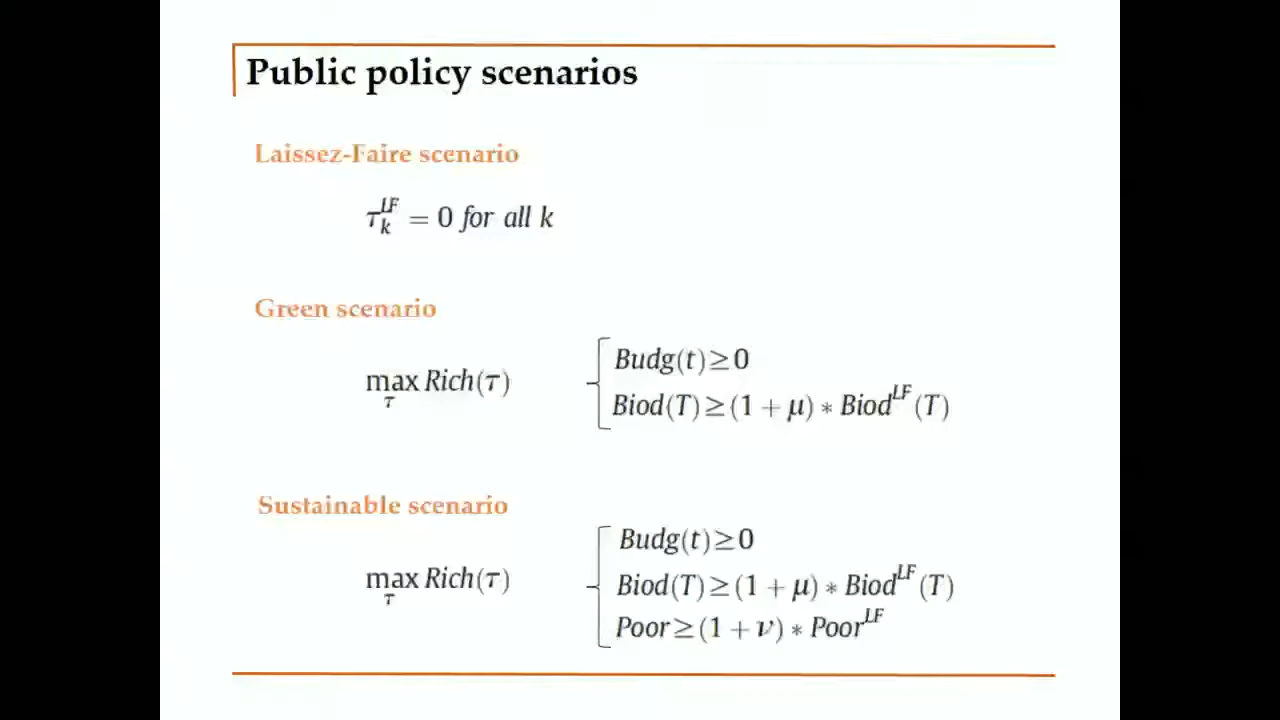 Public policy scenarios
Laissez-Faire scenario
τ_k^LF = 0 for all k
Green scenario
max_τ Rich(τ)
Budg(t) ≥ 0
Biod(T) ≥ (1 + μ) * Biod^LF (T)
Sustainable scenario
max_τ Rich(τ)
Budg(t) ≥ 0
Biod(T) ≥ (1 + μ) * Biod^LF (T)
Poor ≥ (1 + ν) * Poor^LF